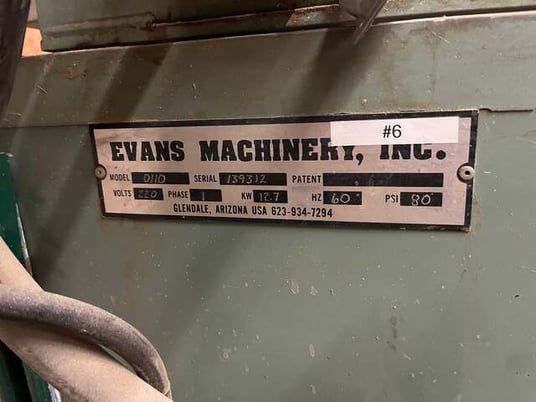 #6
EVANS MACHINERY, INC.
MODEL 0110 SERIAL 139312 PATENT
VOLTS 220 PHASE 1 KW 12.7 HZ 60 PSI 80
GLENDALE, ARIZONA USA 623-934-7294